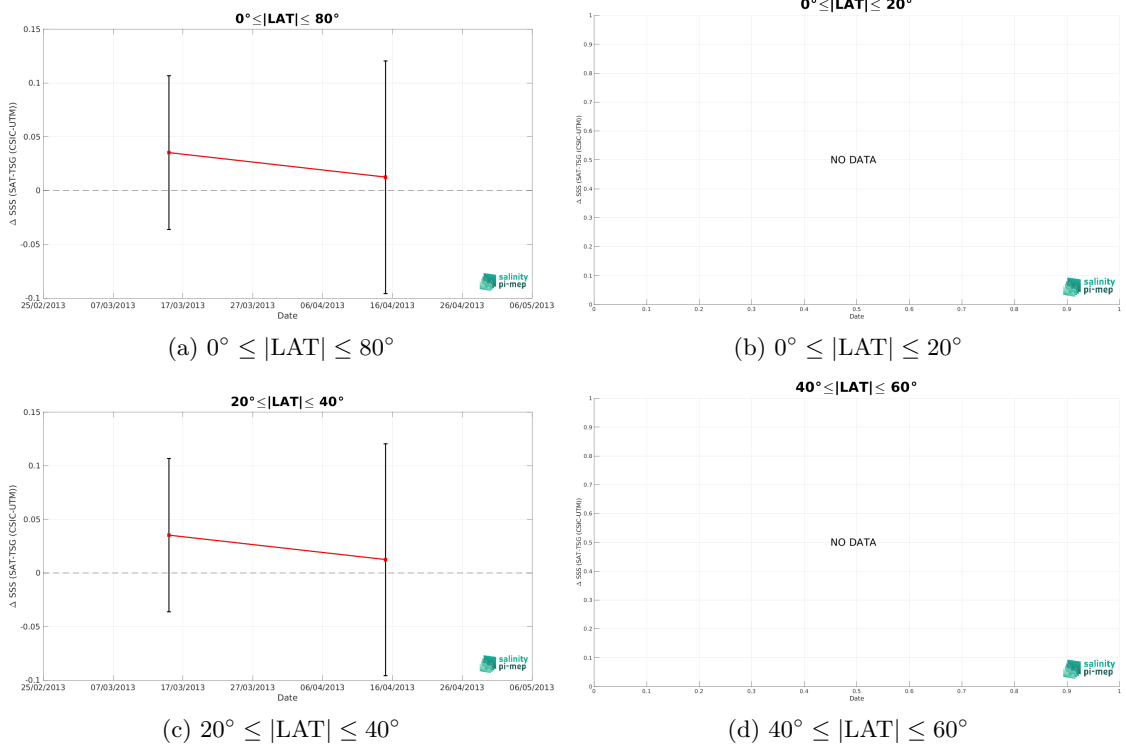 0°≤|LAT|≤ 80°
0.15
0.1
0.05
0
-0.05
-0.1
Δ SSS (SAT-TSG (CSIC-UTM))
25/02/2013 07/03/2013 17/03/2013 27/03/2013 06/04/2013 16/04/2013 26/04/2013 06/05/2013
Date
salinity
pi-mep
(a) 0° ≤ |LAT| ≤ 80°
0°≤|LAT|≤ 20°
1
0.9
0.8
0.7
0.6
0.5
0.4
0.3
0.2
0.1
0
Δ SSS (SAT-TSG (CSIC-UTM))
NO DATA
0 0.1 0.2 0.3 0.4 0.5 0.6 0.7 0.8 0.9 1
Date
salinity
pi-mep
(b) 0° ≤ |LAT| ≤ 20°
20°≤|LAT|≤ 40°
0.15
0.1
0.05
0
-0.05
-0.1
Δ SSS (SAT-TSG (CSIC-UTM))
25/02/2013 07/03/2013 17/03/2013 27/03/2013 06/04/2013 16/04/2013 26/04/2013 06/05/2013
Date
salinity
pi-mep
(c) 20° ≤ |LAT| ≤ 40°
40°≤|LAT|≤ 60°
1
0.9
0.8
0.7
0.6
0.5
0.4
0.3
0.2
0.1
0
Δ SSS (SAT-TSG (CSIC-UTM))
NO DATA
0 0.1 0.2 0.3 0.4 0.5 0.6 0.7 0.8 0.9 1
Date
salinity
pi-mep
(d) 40° ≤ |LAT| ≤ 60°